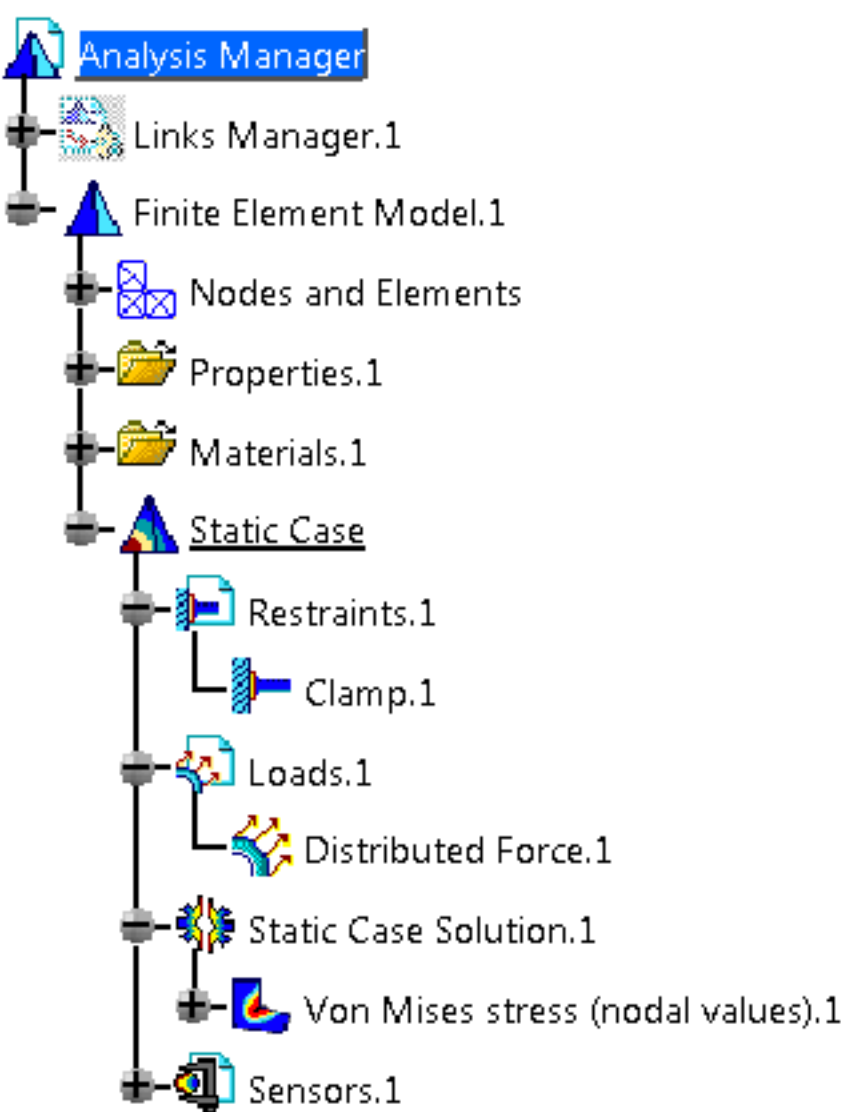 Analysis Manager
Links Manager.1
Finite Element Model.1
Nodes and Elements
Properties.1
Materials.1
Static Case
Restraints.1
Clamp.1
Loads.1
Distributed Force.1
Static Case Solution.1
Von Mises stress (nodal values).1
Sensors.1